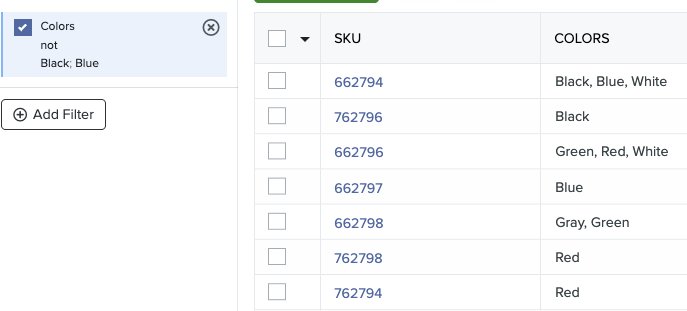 Colors
not
Black; Blue
Add Filter
SKU COLORS
662794 Black, Blue, White
762796 Black
662796 Green, Red, White
662797 Blue
662798 Gray, Green
762798 Red
762794 Red